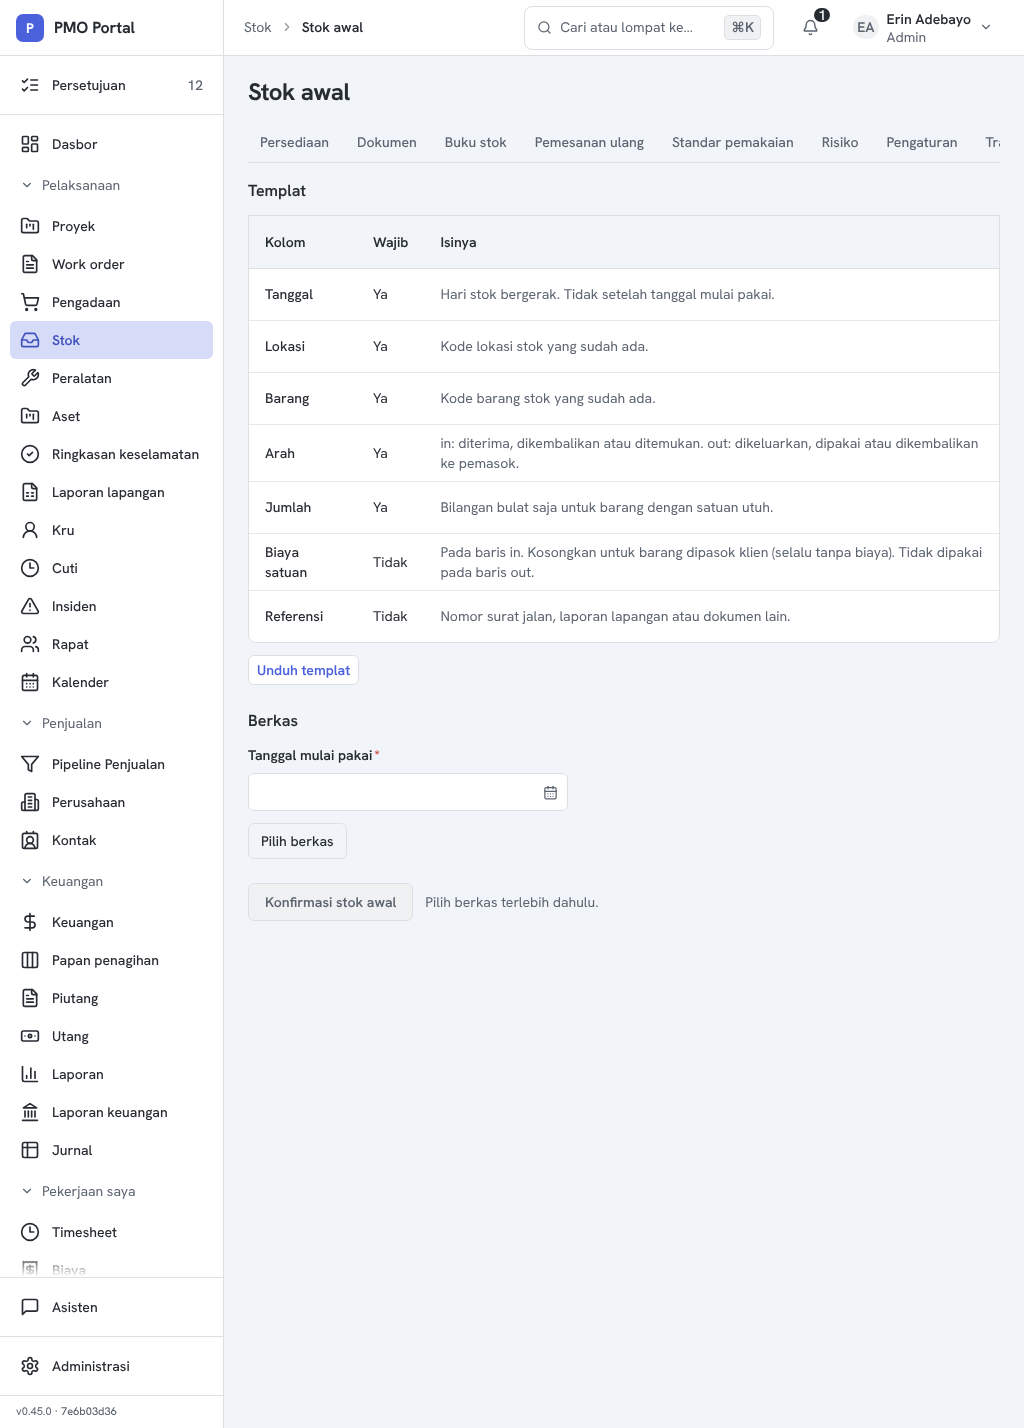 P PMO Portal
Stok > Stok awal
Cari atau lompat ke...
⌘K
1
EA
Erin Adebayo
Admin
Persetujuan 12
Dasbor
Pelaksanaan
Proyek
Work order
Pengadaan
Stok
Peralatan
Aset
Ringkasan keselamatan
Laporan lapangan
Kru
Cuti
Insiden
Rapat
Kalender
Penjualan
Pipeline Penjualan
Perusahaan
Kontak
Keuangan
Keuangan
Papan penagihan
Piutang
Utang
Laporan
Laporan keuangan
Jurnal
Pekerjaan saya
Timesheet
Biaya
Asisten
Administrasi
v0.45.0 · 7e6b03d36
Stok awal
Persediaan Dokumen Buku stok Pemesanan ulang Standar pemakaian Risiko Pengaturan
Templat
Kolom Wajib Isinya
Tanggal Ya Hari stok bergerak. Tidak setelah tanggal mulai pakai.
Lokasi Ya Kode lokasi stok yang sudah ada.
Barang Ya Kode barang stok yang sudah ada.
Arah Ya in: diterima, dikembalikan atau ditemukan. out: dikeluarkan, dipakai atau dikembalikan
ke pemasok.
Jumlah Ya Bilangan bulat saja untuk barang dengan satuan utuh.
Biaya satuan Tidak Pada baris in. Kosongkan untuk barang dipasok klien (selalu tanpa biaya). Tidak dipakai
pada baris out.
Referensi Tidak Nomor surat jalan, laporan lapangan atau dokumen lain.
Unduh templat
Berkas
Tanggal mulai pakai *
Pilih berkas
Konfirmasi stok awal Pilih berkas terlebih dahulu.